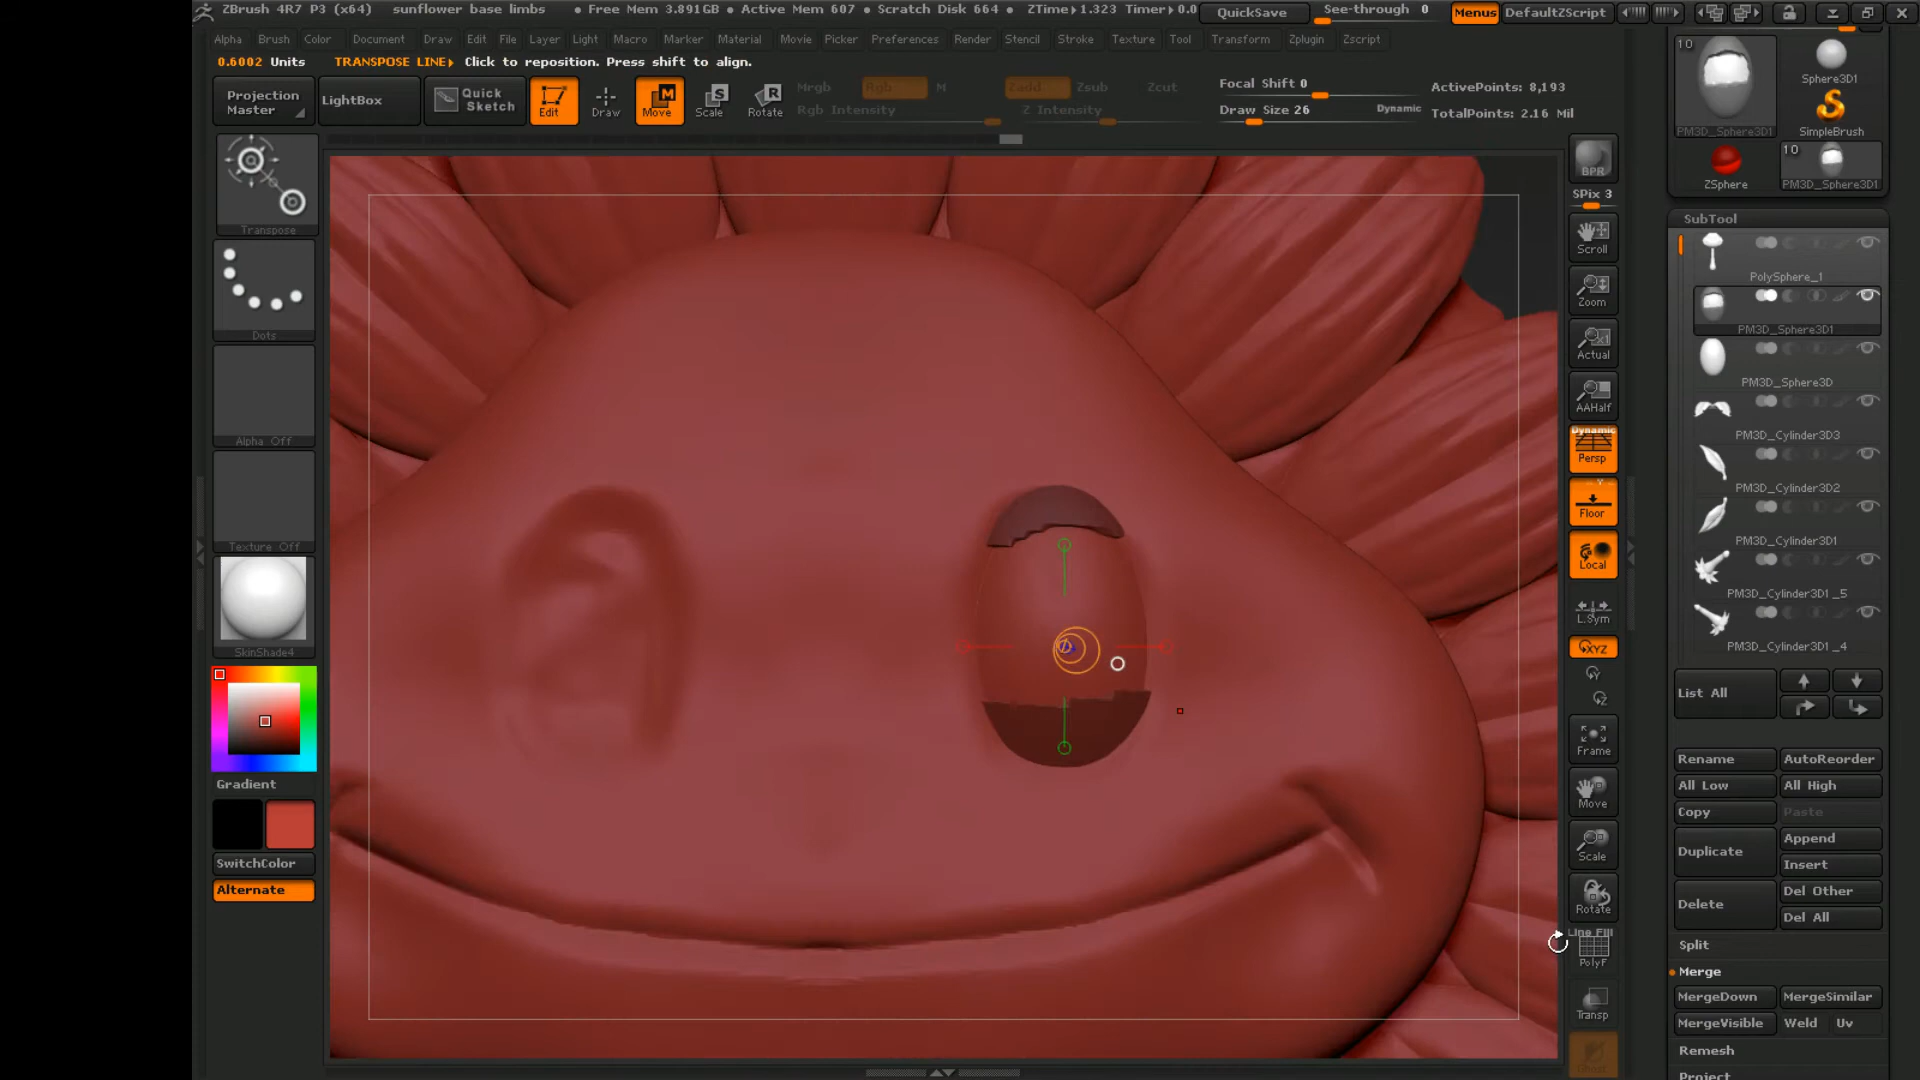 ZBrush 4R7 P3 (x64) sunflower base limbs • Free Mem 3.891GB • Active Mem 607 • Scratch Disk 664 • ZTime▸1.323 Timer▸0.0 QuickSave See-through 0 Menus DefaultZScript
Alpha Brush Color Document Draw Edit File Layer Light Macro Marker Material Movie Picker Preferences Render Stencil Stroke Texture Tool Transform Zplugin Zscript
0.6002 Units TRANSPOSE LINE▸ Click to reposition. Press shift to align.
Projection Master
LightBox
Quick Sketch
Edit
Draw
Move
Scale
Rotate
Mrgb Rgb M
Rgb Intensity
Zadd Zsub Zcut
Z Intensity
Focal Shift 0
Draw Size 26 Dynamic
ActivePoints: 8,193
TotalPoints: 2.16 Mil
Transpose
Dots
Alpha Off
Texture Off
SkinShade4
Gradient
SwitchColor
Alternate
BPR
SPix 3
Scroll
Zoom
Actual
AAHalf
Dynamic
Persp
Floor
Local
L.Sym
XYZ
Y
Z
Frame
Move
Scale
Rotate
Line Fill
PolyF
Transp
Ghost
10
PM3D_Sphere3D1
Sphere3D1
SimpleBrush
ZSphere
10
PM3D_Sphere3D1
SubTool
PolySphere_1
PM3D_Sphere3D1
PM3D_Sphere3D
PM3D_Cylinder3D3
PM3D_Cylinder3D2
PM3D_Cylinder3D1
PM3D_Cylinder3D1_5
PM3D_Cylinder3D1_4
List All
Rename AutoReorder
All Low All High
Copy Paste
Duplicate Append
Insert
Delete Del Other
Del All
Split
Merge
MergeDown MergeSimilar
MergeVisible Weld Uv
Remesh
Project